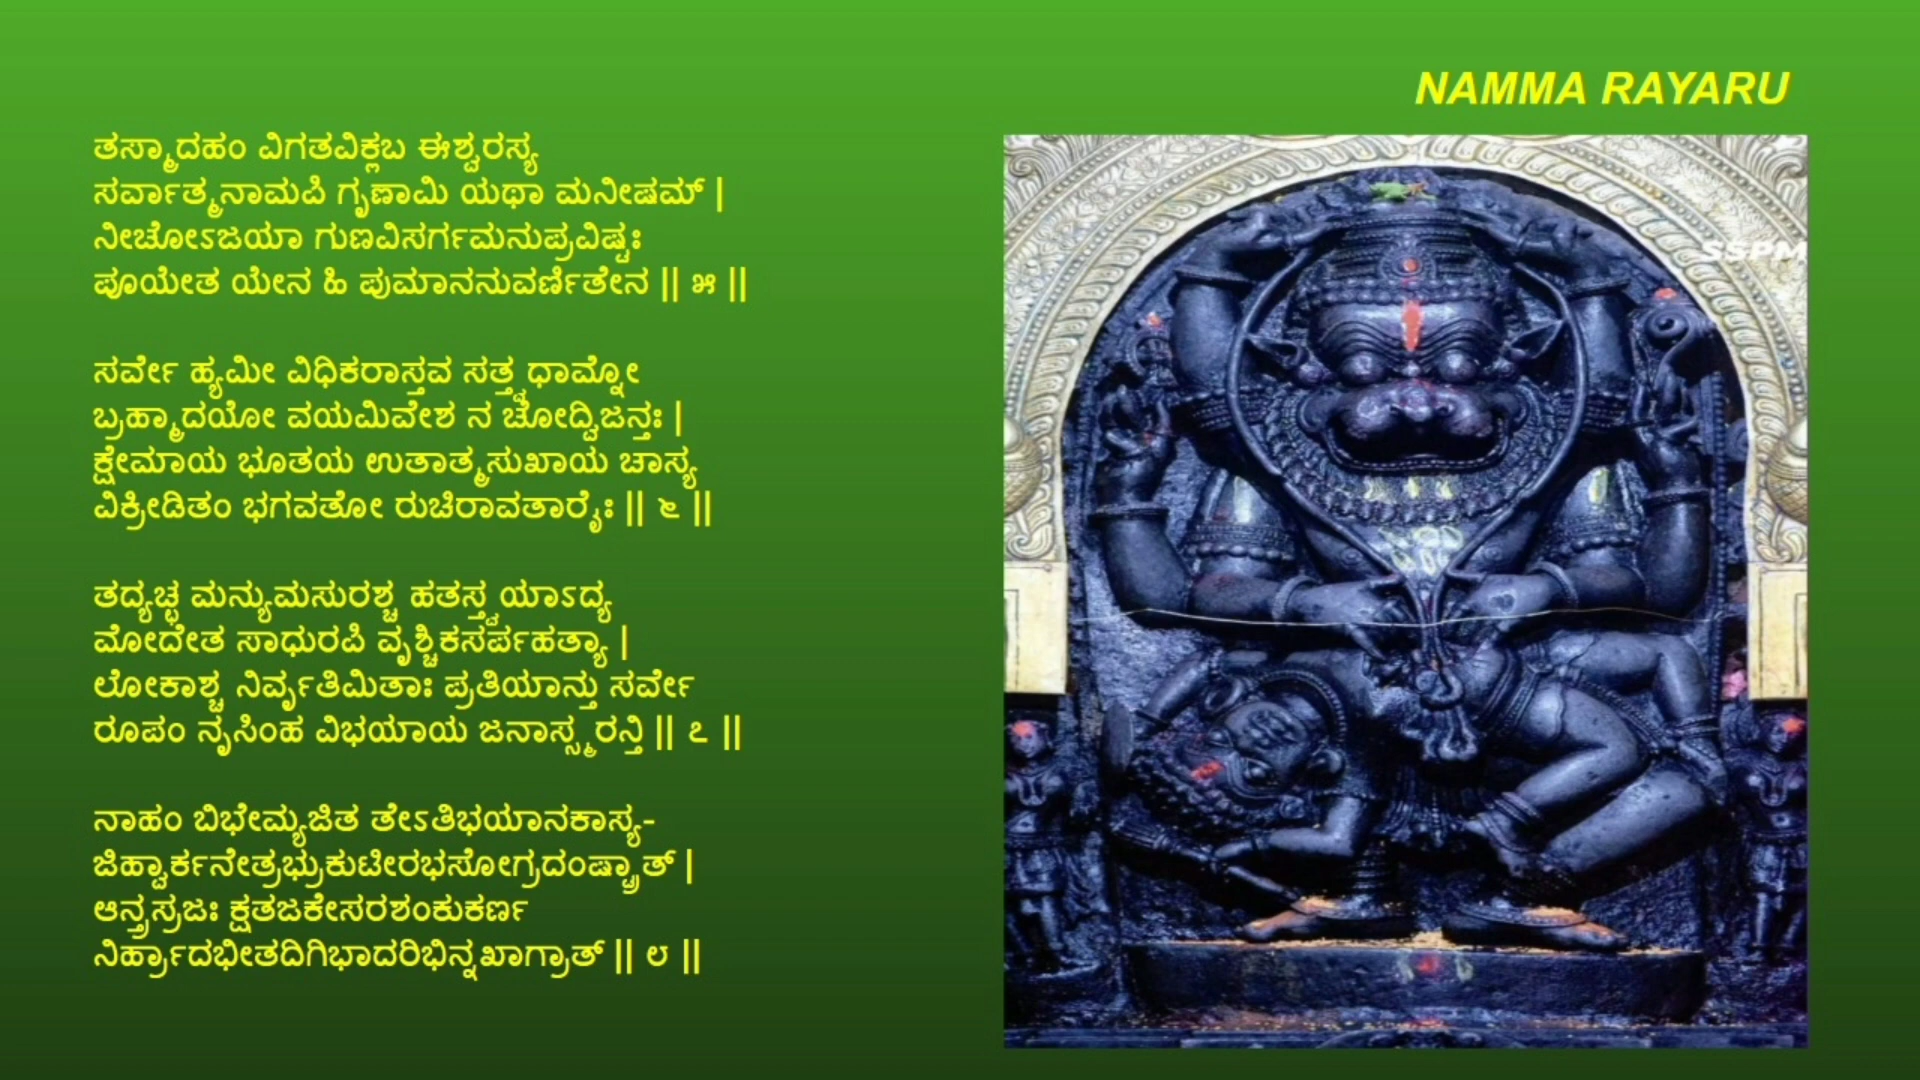 NAMMA RAYARU
ತಸ್ಮಾದಹಂ ವಿಗತವಿಕ್ಲಬ ಈಶ್ವರಸ್ಯ
ಸರ್ವಾತ್ಮನಾಮಪಿ ಗೃಣಾಮಿ ಯಥಾ ಮನೀಷಮ್ |
ನೀಚೋಽಜಯಾ ಗುಣವಿಸರ್ಗಮನುಪ್ರವಿಷ್ಟಃ
ಪೂಯೇತ ಯೇನ ಹಿ ಪುಮಾನನುವರ್ಣಿತೇನ || ೫ ||
ಸರ್ವೇ ಹ್ಯಮೀ ವಿಧಿಕರಾಸ್ತವ ಸತ್ತ್ವಧಾಮ್ನೋ
ಬ್ರಹ್ಮಾದಯೋ ವಯಮಿವೇಶ ನ ಚೋದ್ವಿಜನ್ತಃ |
ಕ್ಷೇಮಾಯ ಭೂತಯ ಉತಾತ್ಮಸುಖಾಯ ಚಾಸ್ಯ
ವಿಕ್ರೀಡಿತಂ ಭಗವತೋ ರುಚಿರಾವತಾರೈಃ || ೬ ||
ತದ್ಯಚ್ಛ ಮನ್ಯುಮಸುರಶ್ಚ ಹತಸ್ತ್ವಯಾಽದ್ಯ
ಮೋದೇತ ಸಾಧುರಪಿ ವೃಶ್ಚಿಕಸರ್ಪಹತ್ಯಾ |
ಲೋಕಾಶ್ಚ ನಿರ್ವೃತಿಮಿತಾಃ ಪ್ರತಿಯಾನ್ತು ಸರ್ವೇ
ರೂಪಂ ನೃಸಿಂಹ ವಿಭಯಾಯ ಜನಾಸ್ಸ್ಮರನ್ತಿ || ೭ ||
ನಾಹಂ ಬಿಭೇಮ್ಯಜಿತ ತೇಽತಿಭಯಾನಕಾಸ್ಯ-
ಜಿಹ್ವಾರ್ಕನೇತ್ರಭ್ರುಕುಟೀರಭಸೋಗ್ರದಂಷ್ಟ್ರಾತ್ |
ಆನ್ತ್ರಸ್ರಜಃ ಕ್ಷತಜಕೇಸರಶಂಕುಕರ್ಣ
ನಿರ್ಹ್ರಾದಭೀತದಿಗಿಭಾದರಿಭಿನ್ನಖಾಗ್ರಾತ್ || ೮ ||
SSPM